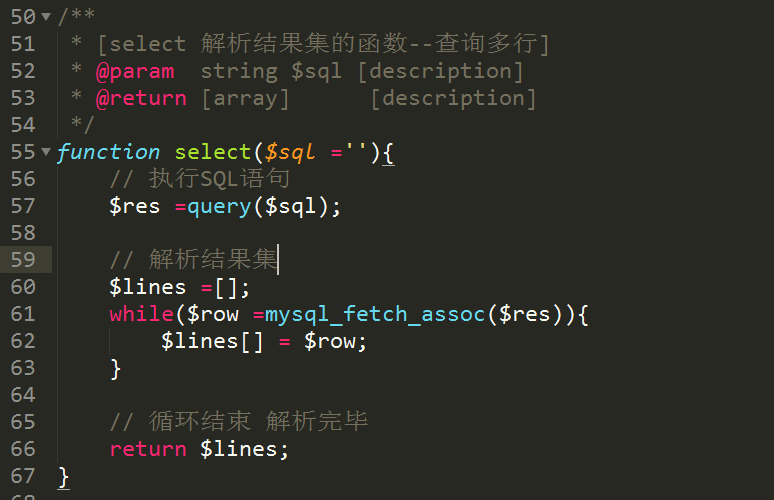 50 /**
51  * [select 解析结果集的函数--查询多行]
52  * @param  string $sql [description]
53  * @return [array]      [description]
54  */
55 function select($sql =''){
56     // 执行SQL语句
57     $res =query($sql);
58
59     // 解析结果集
60     $lines =[];
61     while($row =mysql_fetch_assoc($res)){
62         $lines[] = $row;
63     }
64
65     // 循环结束 解析完毕
66     return $lines;
67 }